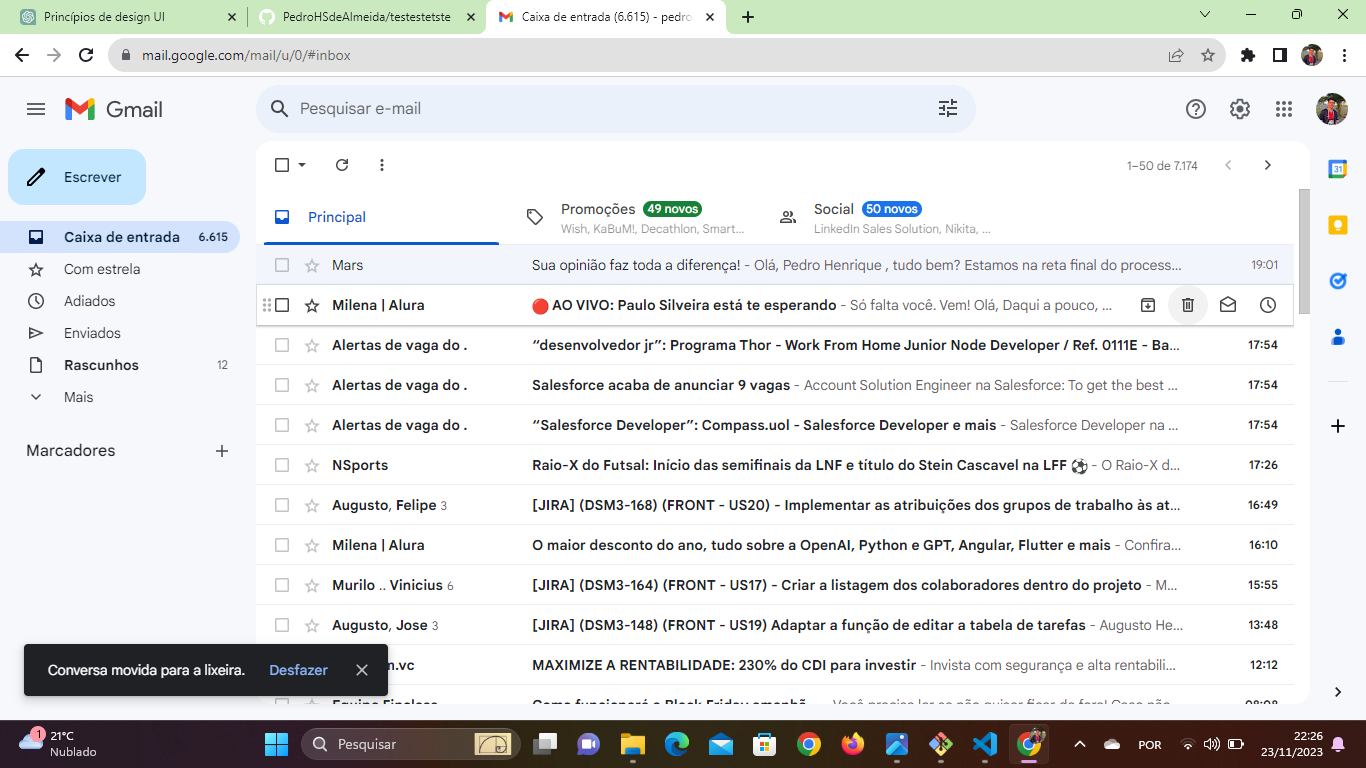 Princípios de design UI
PedroHSdeAlmeida/testestetste
Caixa de entrada (6.615) - pedro
mail.google.com/mail/u/0/#inbox
Gmail
Pesquisar e-mail
Escrever
1–50 de 7.174
Caixa de entrada 6.615
Com estrela
Adiados
Enviados
Rascunhos 12
Mais
Marcadores
Principal
Promoções 49 novos
Wish, KaBuM!, Decathlon, Smart...
Social 50 novos
LinkedIn Sales Solution, Nikita, ...
Mars Sua opinião faz toda a diferença! - Olá, Pedro Henrique , tudo bem? Estamos na reta final do process... 19:01
Milena | Alura 🔴 AO VIVO: Paulo Silveira está te esperando - Só falta você. Vem! Olá, Daqui a pouco, ...
Alertas de vaga do . “desenvolvedor jr”: Programa Thor - Work From Home Junior Node Developer / Ref. 0111E - Ba... 17:54
Alertas de vaga do . Salesforce acaba de anunciar 9 vagas - Account Solution Engineer na Salesforce: To get the best ... 17:54
Alertas de vaga do . “Salesforce Developer”: Compass.uol - Salesforce Developer e mais - Salesforce Developer na ... 17:54
NSports Raio-X do Futsal: Início das semifinais da LNF e título do Stein Cascavel na LFF ⚽ - O Raio-X d... 17:26
Augusto, Felipe 3 [JIRA] (DSM3-168) (FRONT - US20) - Implementar as atribuições dos grupos de trabalho às at... 16:49
Milena | Alura O maior desconto do ano, tudo sobre a OpenAI, Python e GPT, Angular, Flutter e mais - Confira... 16:10
Murilo .. Vinicius 6 [JIRA] (DSM3-164) (FRONT - US17) - Criar a listagem dos colaboradores dentro do projeto - M... 15:55
Augusto, Jose 3 [JIRA] (DSM3-148) (FRONT - US19) Adaptar a função de editar a tabela de tarefas - Augusto He... 13:48
m.vc MAXIMIZE A RENTABILIDADE: 230% do CDI para investir - Invista com segurança e alta rentabili... 12:12
Conversa movida para a lixeira. Desfazer
31
1
21°C
Nublado
Pesquisar
POR
22:26
23/11/2023